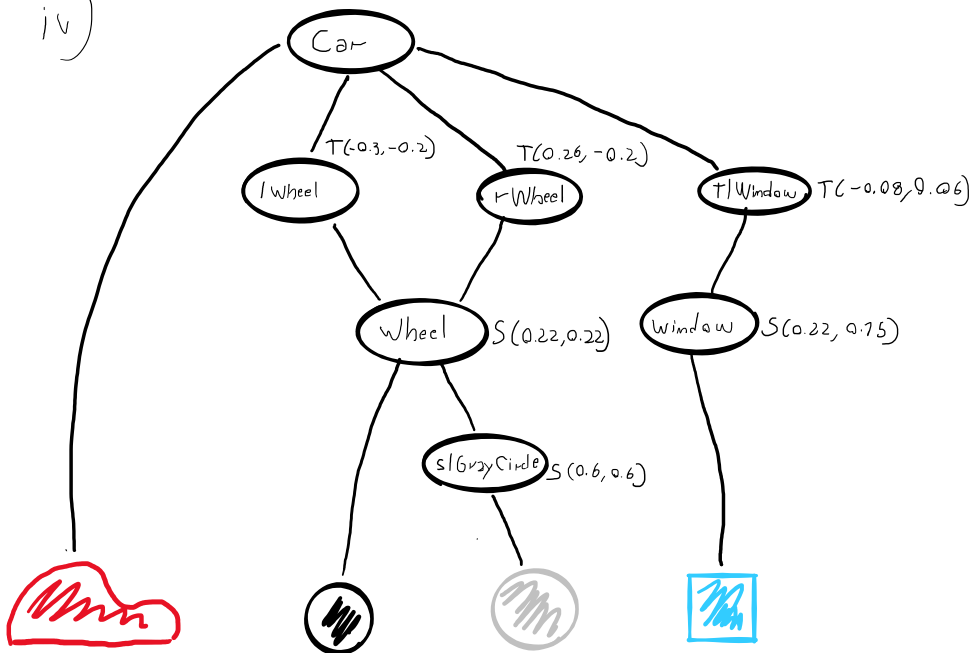 iv)
Car
T(-0.3, -0.2)
T(0.26, -0.2)
lWheel
rWheel
tlWindow
T(-0.08, 0.06)
Wheel
S(0.22, 0.22)
window
S(0.22, 0.15)
slGrayCircle
S(0.6, 0.6)